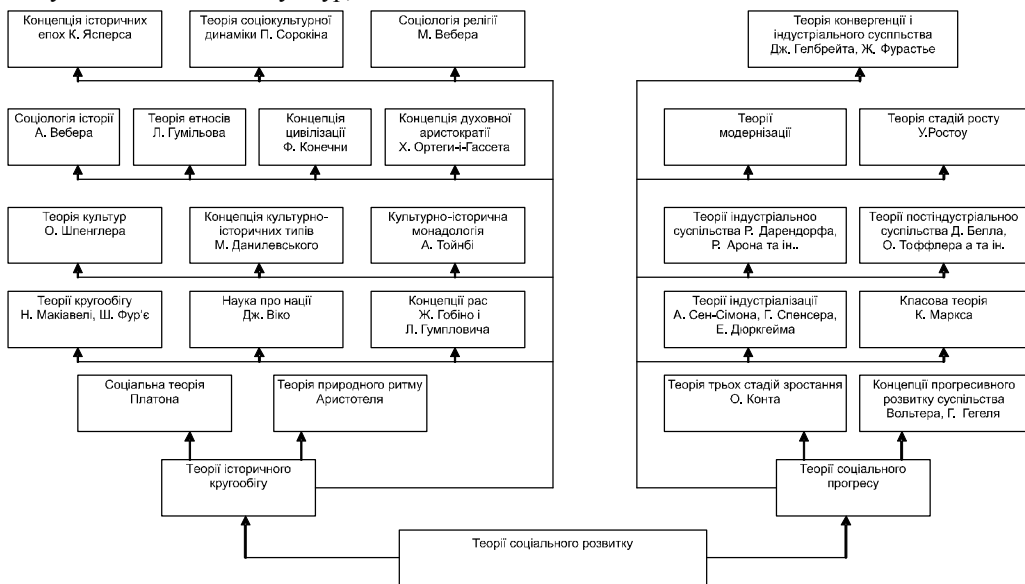 Концепція історичних
епох К. Ясперса
Теорія соціокультурної
динаміки П. Сорокіна
Соціологія релігії
М. Вебера
Теорія конвергенції і
індустріального суспльства
Дж. Гелбрейта, Ж. Фурастьє
Соціологія історії
А. Вебера
Теорія етносів
Л. Гумільова
Концепція
цивілізації
Ф. Конечни
Концепція духовної
аристократії
Х. Ортеги-і-Гассета
Теорії
модернізації
Теорія стадій росту
У.Ростоу
Теорія культур
О. Шпенглера
Концепція культурно-
історичних типів
М. Данилевського
Культурно-історична
монадологія
А. Тойнбі
Теорії індустріальноо
суспільства Р. Дарендорфа,
Р. Арона та ін..
Теорії постіндустріальноо
суспільства Д. Белла,
О. Тоффлера а та ін.
Теорії кругообігу
Н. Макіавелі, Ш. Фур'є
Наука про нації
Дж. Віко
Концепції рас
Ж. Гобіно і
Л. Гумпловича
Теорії індустріалізації
А. Сен-Сімона, Г. Спенсера,
Е. Дюркгейма
Класова теорія
К. Маркса
Соціальна теорія
Платона
Теорія природного ритму
Аристотеля
Теорія трьох стадій зростання
О. Конта
Концепції прогресивного
розвитку суспільства
Вольтера, Г. Гегеля
Теорії історичного
кругообігу
Теорії соціального
прогресу
Теорії соціального розвитку